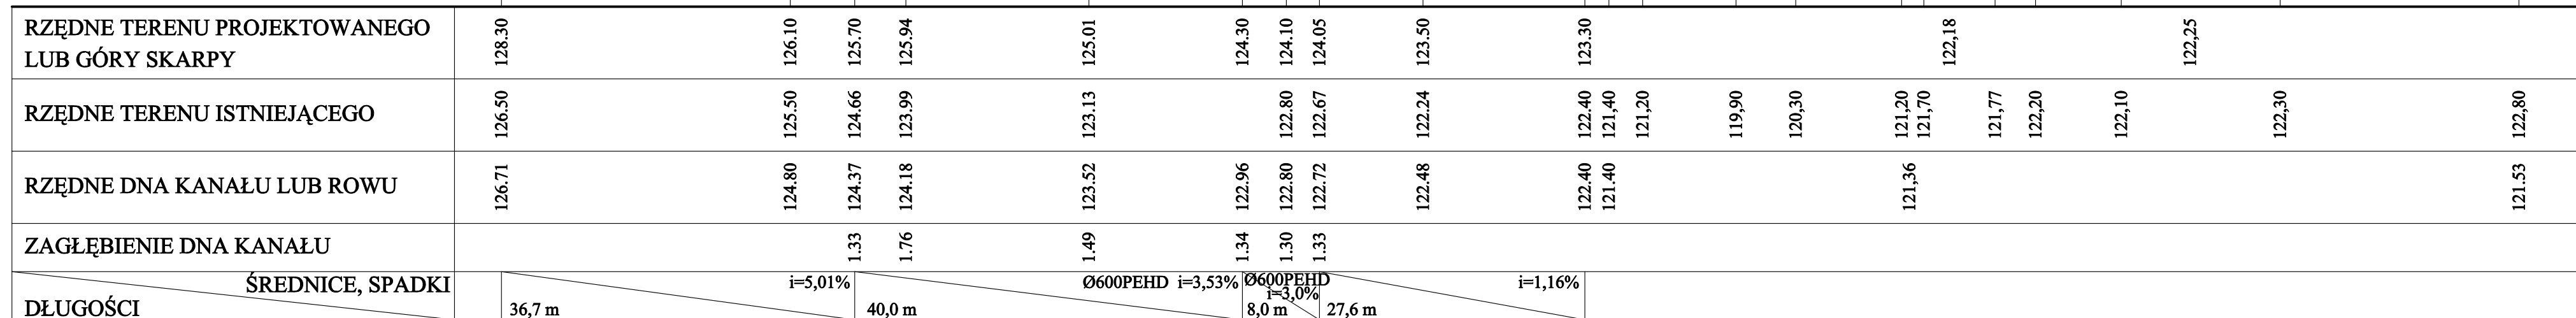 RZĘDNE TERENU PROJEKTOWANEGO
LUB GÓRY SKARPY
128.30 126.10 125.70 125.94 125.01 124.30 124.10 124.05 123.50 123.30 122,18 122,25
RZĘDNE TERENU ISTNIEJĄCEGO
126.50 125.50 124.66 123.99 123.13 122.80 122.67 122.24 122.40 121,40 121,20 119,90 120,30 121,20 121,70 121,77 122,20 122,10 122,30 122,80
RZĘDNE DNA KANAŁU LUB ROWU
126.71 124.80 124.37 124.18 123.52 122.96 122.80 122.72 122.48 122.40 121.40 121,36 121.53
ZAGŁĘBIENIE DNA KANAŁU
1.33 1.76 1.49 1.34 1.30 1.33
ŚREDNICE, SPADKI
i=5,01% Ø600PEHD i=3,53% Ø600PEHD i=3,0% i=1,16%
DŁUGOŚCI
36,7 m 40,0 m 8,0 m 27,6 m